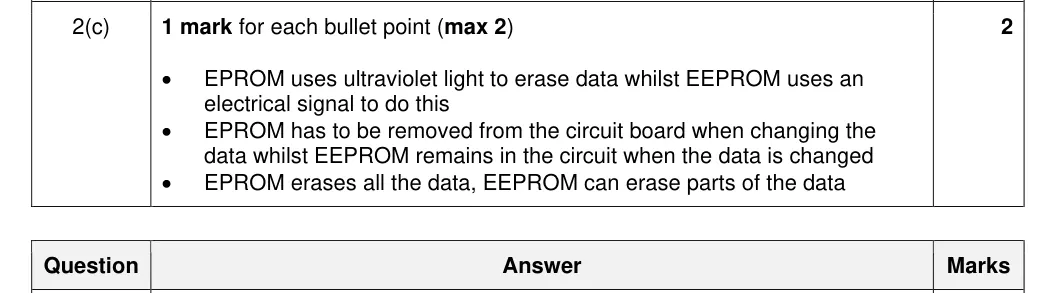 2(c) 1 mark for each bullet point (max 2) 2
• EPROM uses ultraviolet light to erase data whilst EEPROM uses an
electrical signal to do this
• EPROM has to be removed from the circuit board when changing the
data whilst EEPROM remains in the circuit when the data is changed
• EPROM erases all the data, EEPROM can erase parts of the data
Question Answer Marks